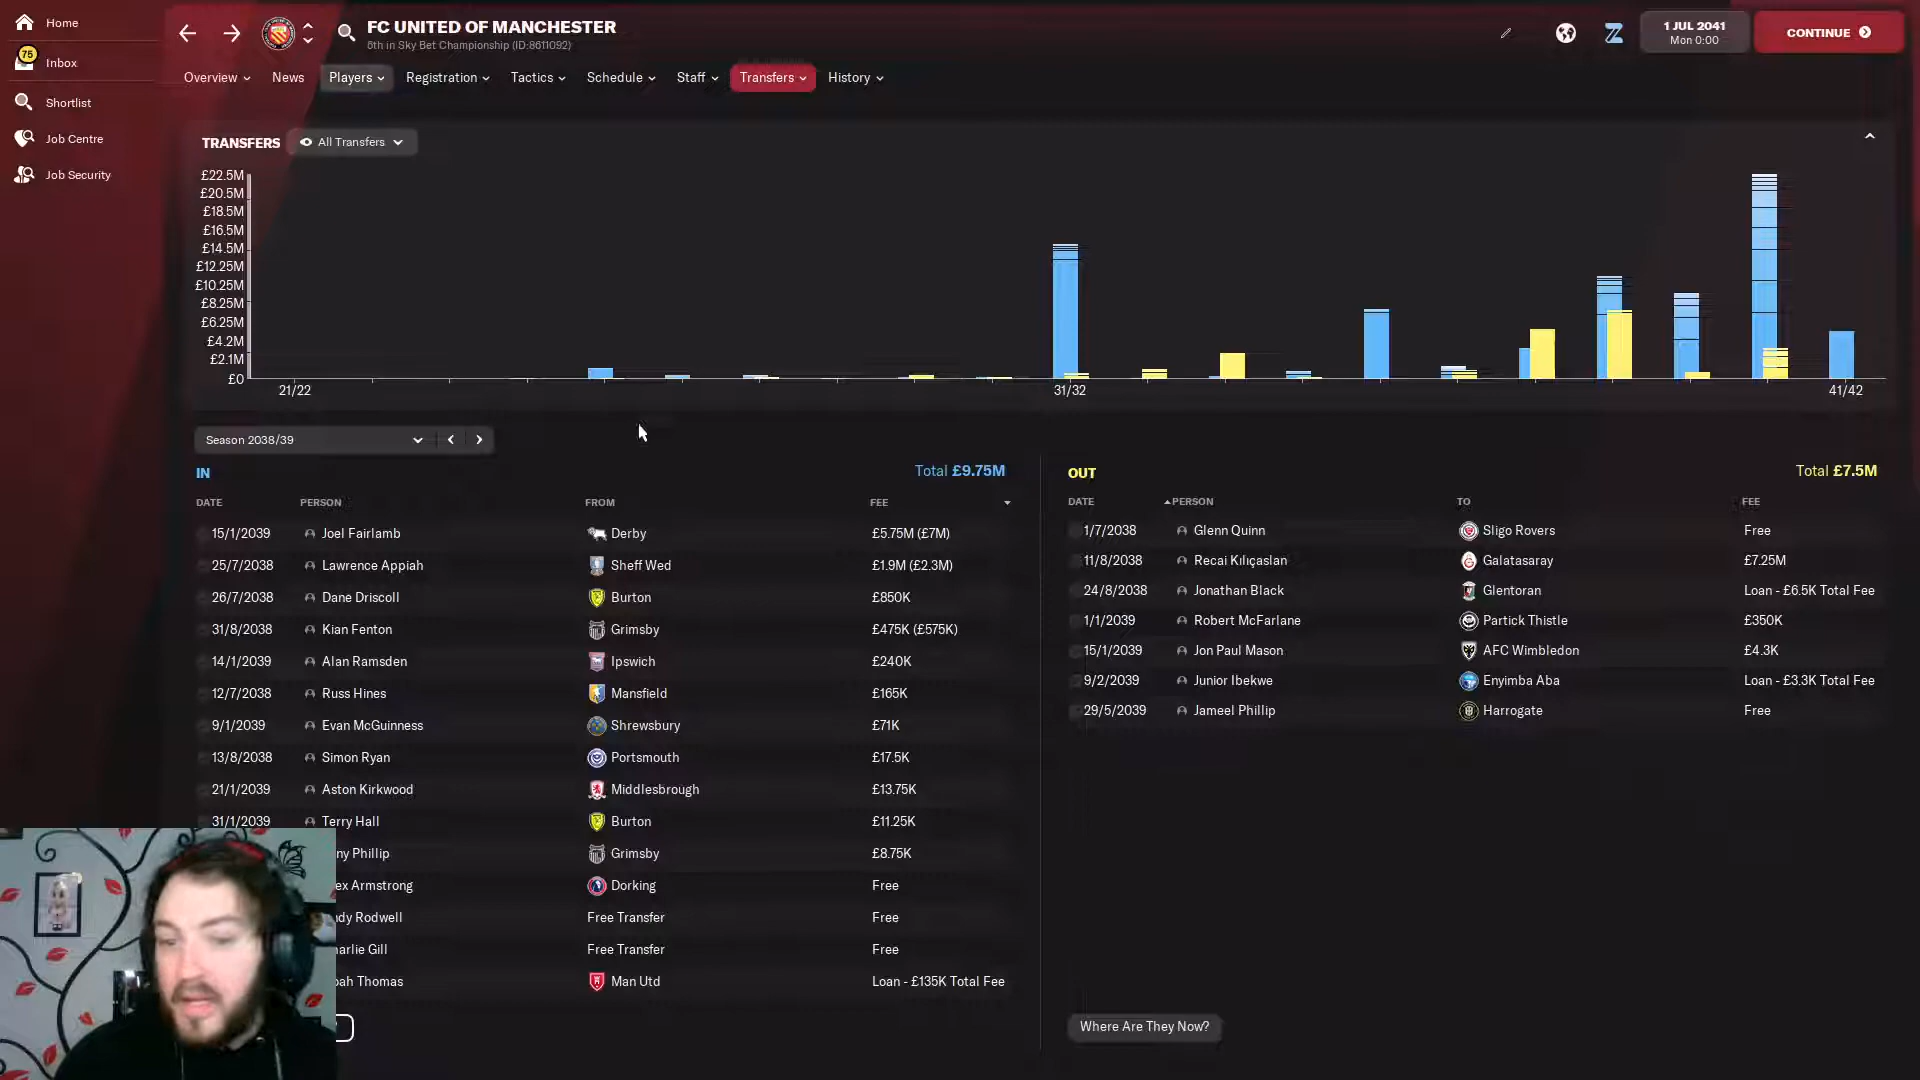 Home
75
Inbox
Shortlist
Job Centre
Job Security
FC UNITED OF MANCHESTER
8th in Sky Bet Championship (ID:8611092)
1 JUL 2041
Mon 0:00
CONTINUE
Overview
News
Players
Registration
Tactics
Schedule
Staff
Transfers
History
TRANSFERS
All Transfers
£22.5M
£20.5M
£18.5M
£16.5M
£14.5M
£12.25M
£10.25M
£8.25M
£6.25M
£4.2M
£2.1M
£0
21/22 31/32 41/42
Season 2038/39
IN Total £9.75M
DATE PERSON FROM FEE
15/1/2039 Joel Fairlamb Derby £5.75M (£7M)
25/7/2038 Lawrence Appiah Sheff Wed £1.9M (£2.3M)
26/7/2038 Dane Driscoll Burton £850K
31/8/2038 Kian Fenton Grimsby £475K (£575K)
14/1/2039 Alan Ramsden Ipswich £240K
12/7/2038 Russ Hines Mansfield £165K
9/1/2039 Evan McGuinness Shrewsbury £71K
13/8/2038 Simon Ryan Portsmouth £17.5K
21/1/2039 Aston Kirkwood Middlesbrough £13.75K
31/1/2039 Terry Hall Burton £11.25K
ny Phillip Grimsby £8.75K
ex Armstrong Dorking Free
dy Rodwell Free Transfer Free
arlie Gill Free Transfer Free
ah Thomas Man Utd Loan - £135K Total Fee
OUT Total £7.5M
DATE PERSON TO FEE
1/7/2038 Glenn Quinn Sligo Rovers Free
11/8/2038 Recai Kılıçaslan Galatasaray £7.25M
24/8/2038 Jonathan Black Glentoran Loan - £6.5K Total Fee
1/1/2039 Robert McFarlane Partick Thistle £350K
15/1/2039 Jon Paul Mason AFC Wimbledon £4.3K
9/2/2039 Junior Ibekwe Enyimba Aba Loan - £3.3K Total Fee
29/5/2039 Jameel Phillip Harrogate Free
Where Are They Now?